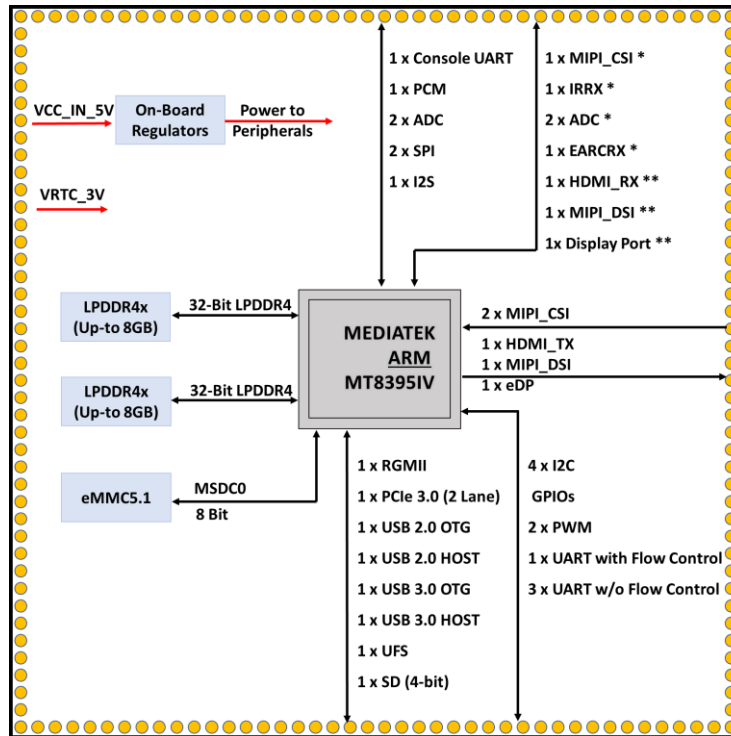 1 x Console UART
1 x PCM
2 x ADC
2 x SPI
1 x I2S
1 x MIPI_CSI *
1 x IRRX *
2 x ADC *
1 x EARCRX *
1 x HDMI_RX **
1 x MIPI_DSI **
1x Display Port **
VCC_IN_5V
On-Board
Regulators
Power to
Peripherals
VRTC_3V
LPDDR4x
(Up-to 8GB)
32-Bit LPDDR4
LPDDR4x
(Up-to 8GB)
32-Bit LPDDR4
eMMC5.1
MSDC0
8 Bit
MEDIATEK
ARM
MT8395IV
2 x MIPI_CSI
1 x HDMI_TX
1 x MIPI_DSI
1 x eDP
1 x RGMII
1 x PCIe 3.0 (2 Lane)
1 x USB 2.0 OTG
1 x USB 2.0 HOST
1 x USB 3.0 OTG
1 x USB 3.0 HOST
1 x UFS
1 x SD (4-bit)
4 x I2C
GPIOs
2 x PWM
1 x UART with Flow Control
3 x UART w/o Flow Control